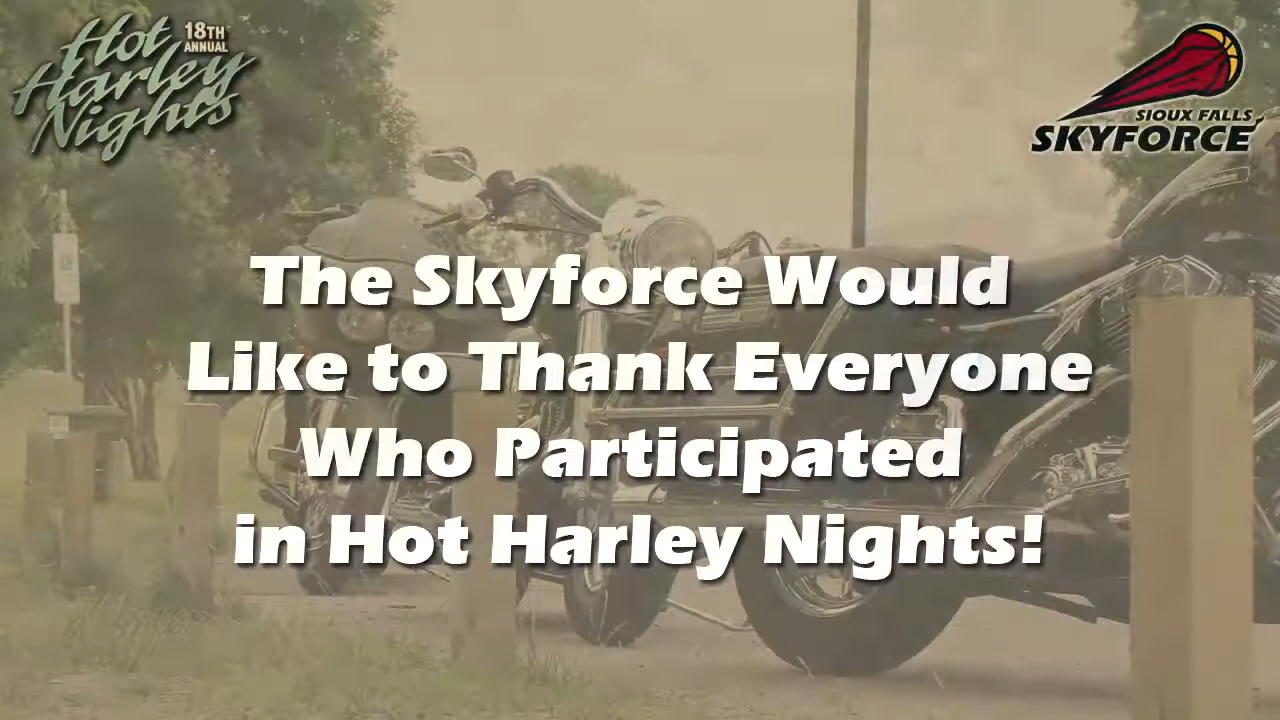 Hot
Harley
Nights
18TH
ANNUAL
SIOUX FALLS
SKYFORCE
The Skyforce Would
Like to Thank Everyone
Who Participated
in Hot Harley Nights!